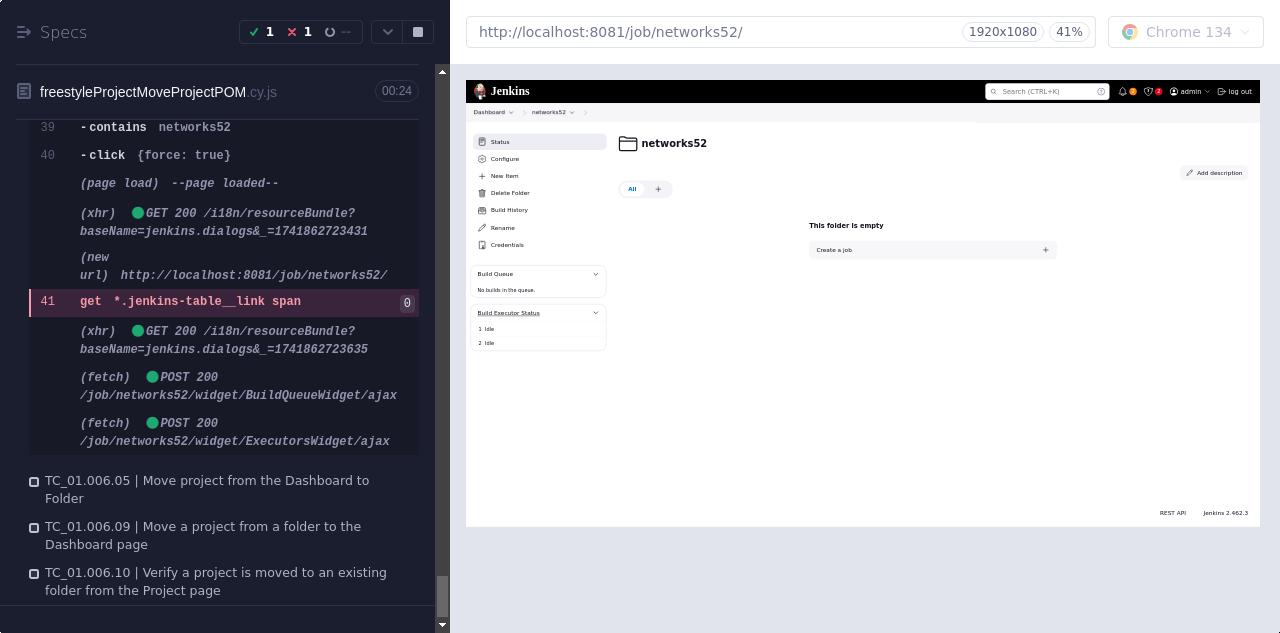 Specs
1 1 --
freestyleProjectMoveProjectPOM.cy.js 00:24
39 -contains networks52
40 -click {force: true}
(page load) --page loaded--
(xhr) GET 200 /i18n/resourceBundle?
baseName=jenkins.dialogs&_=1741862723431
(new
url) http://localhost:8081/job/networks52/
41 get *.jenkins-table__link span 0
(xhr) GET 200 /i18n/resourceBundle?
baseName=jenkins.dialogs&_=1741862723635
(fetch) POST 200
/job/networks52/widget/BuildQueueWidget/ajax
(fetch) POST 200
/job/networks52/widget/ExecutorsWidget/ajax
TC_01.006.05 | Move project from the Dashboard to
Folder
TC_01.006.09 | Move a project from a folder to the
Dashboard page
TC_01.006.10 | Verify a project is moved to an existing
folder from the Project page
http://localhost:8081/job/networks52/ 1920x1080 41% Chrome 134
Jenkins Search (CTRL+K) 2 2 admin log out
Dashboard networks52
Status
Configure
New Item
Delete Folder
Build History
Rename
Credentials
Build Queue
No builds in the queue.
Build Executor Status
1 Idle
2 Idle
networks52
Add description
All +
This folder is empty
Create a job +
REST API Jenkins 2.462.3